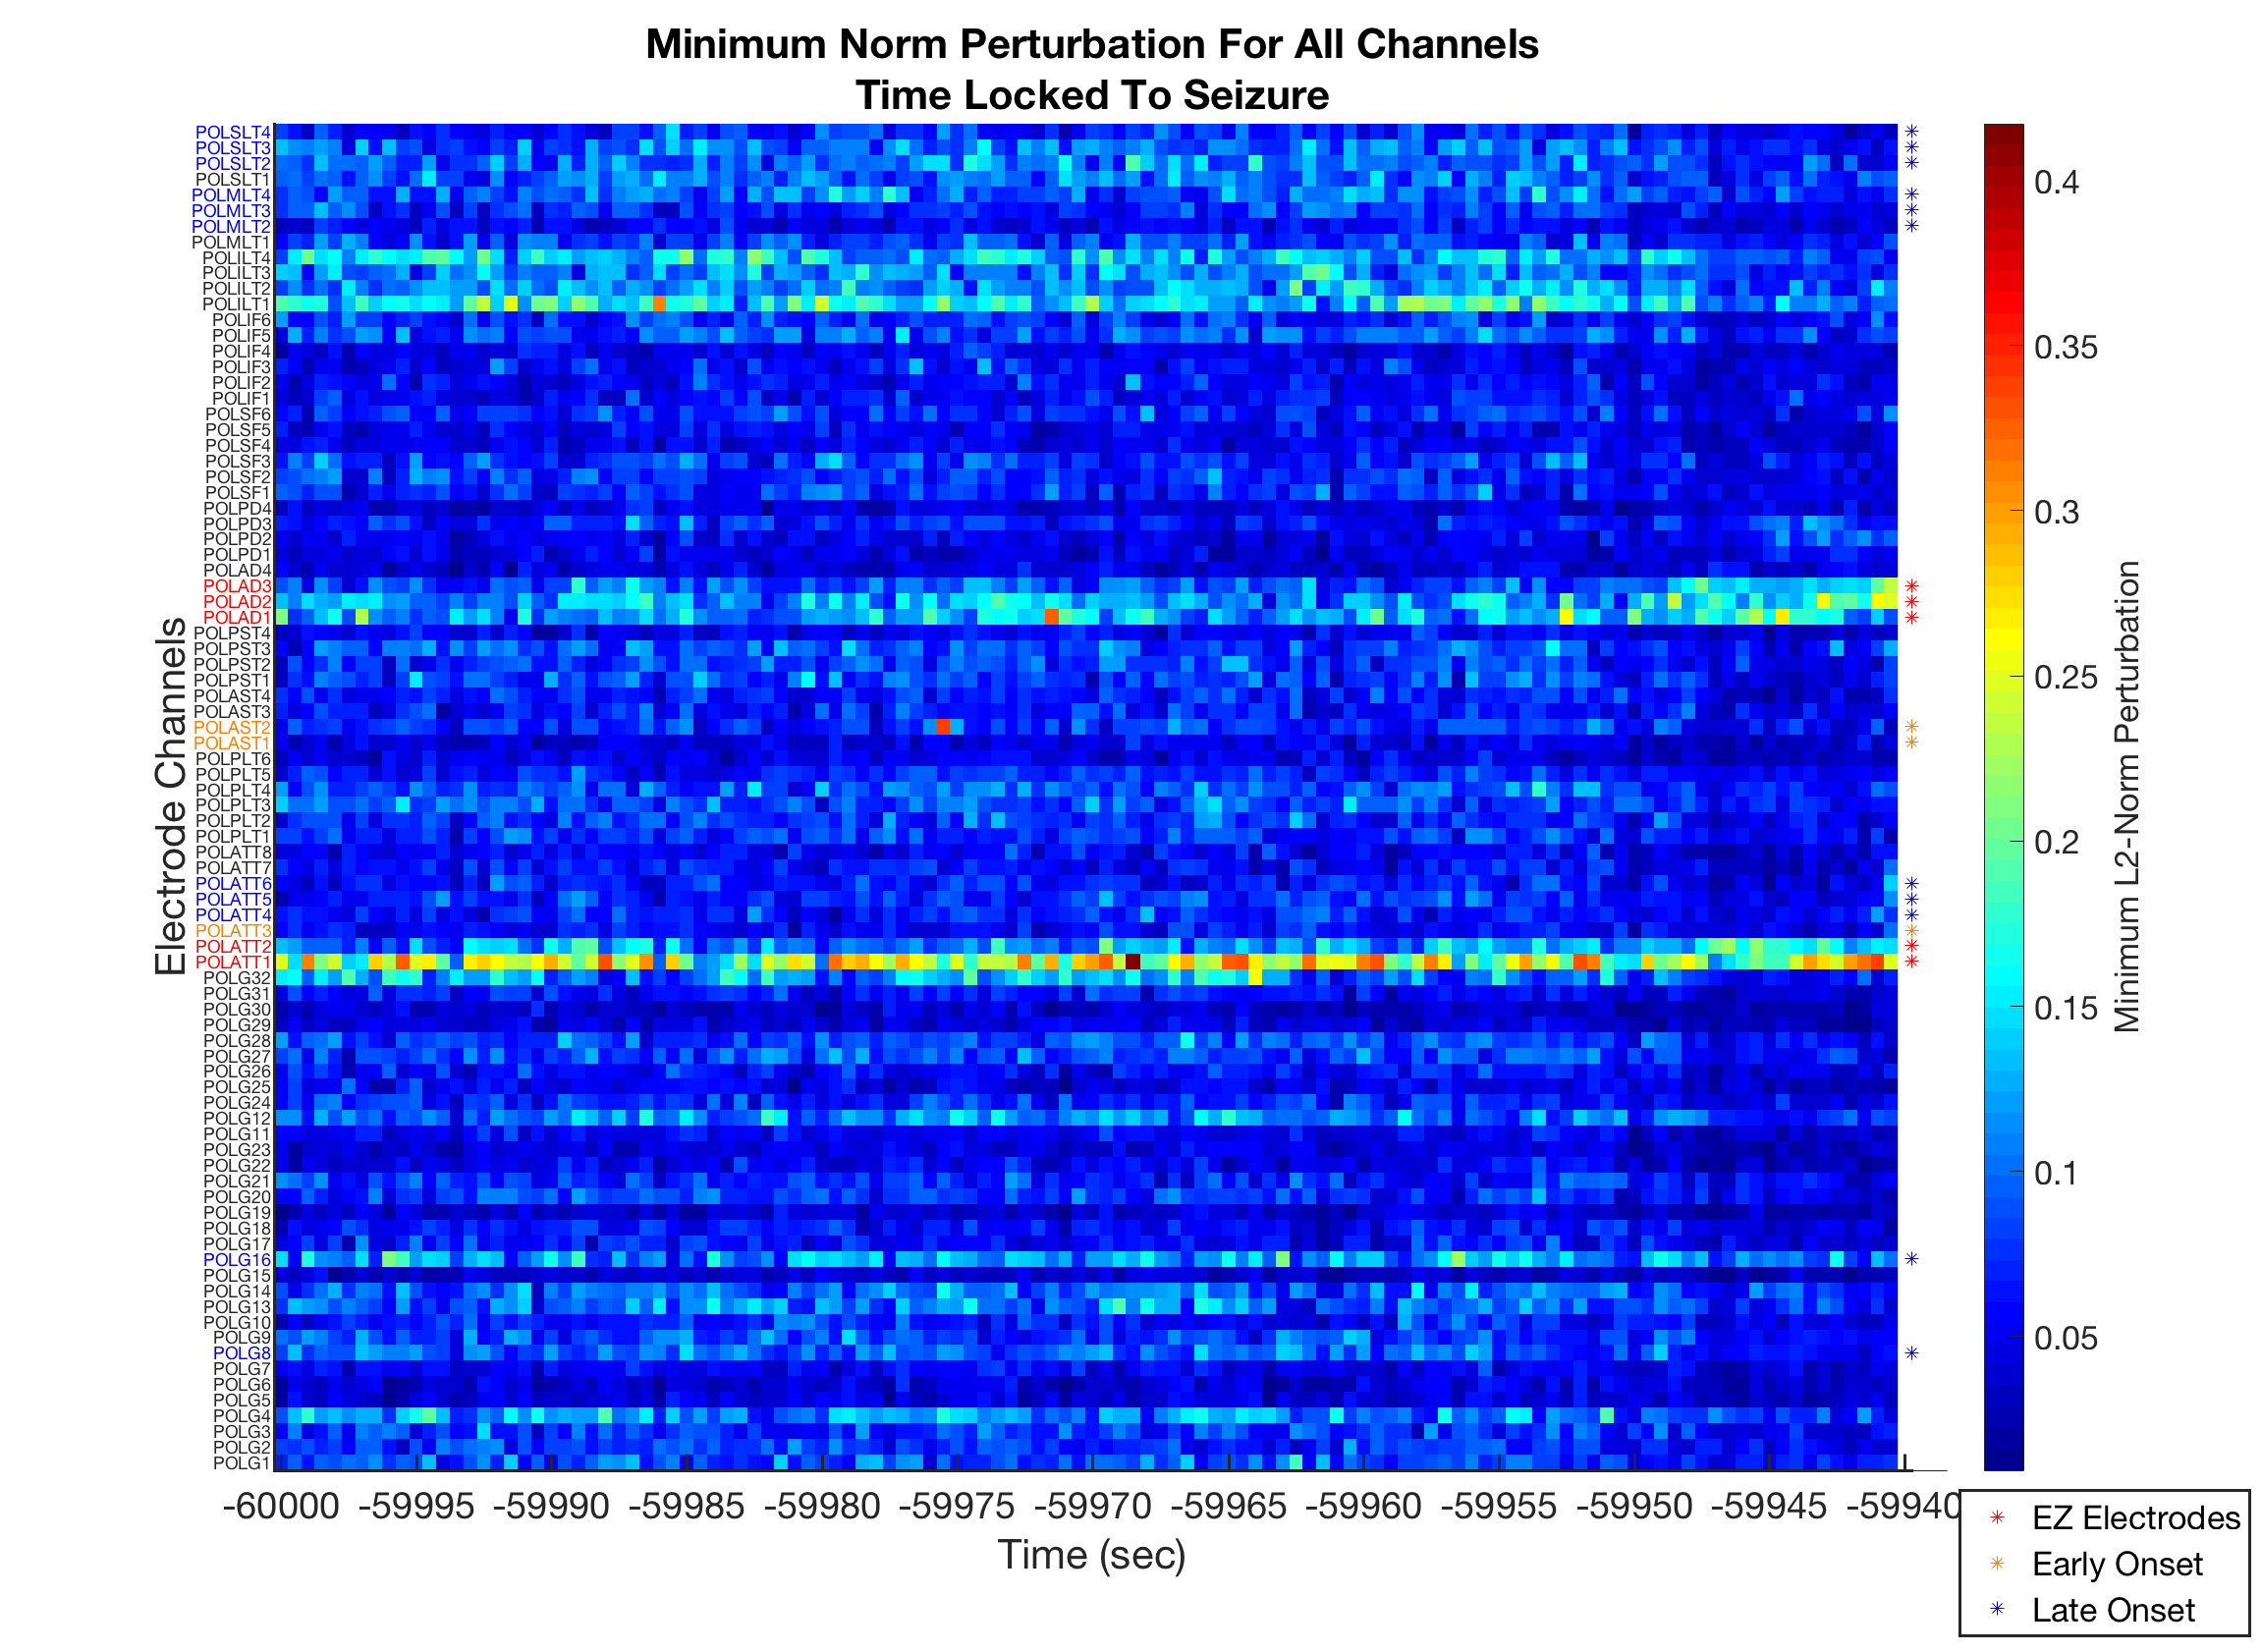 Minimum Norm Perturbation For All Channels
Time Locked To Seizure
Electrode Channels
POLSLT4
POLSLT3
POLSLT2
POLSLT1
POLMLT4
POLMLT3
POLMLT2
POLMLT1
POLILT4
POLILT3
POLILT2
POLILT1
POLIF6
POLIF5
POLIF4
POLIF3
POLIF2
POLIF1
POLSF6
POLSF5
POLSF4
POLSF3
POLSF2
POLSF1
POLPD4
POLPD3
POLPD2
POLPD1
POLAD4
POLAD3
POLAD2
POLAD1
POLPST4
POLPST3
POLPST2
POLPST1
POLAST4
POLAST3
POLAST2
POLAST1
POLPLT6
POLPLT5
POLPLT4
POLPLT3
POLPLT2
POLPLT1
POLATT8
POLATT7
POLATT6
POLATT5
POLATT4
POLATT3
POLATT2
POLATT1
POLG32
POLG31
POLG30
POLG29
POLG28
POLG27
POLG26
POLG25
POLG24
POLG12
POLG11
POLG23
POLG22
POLG21
POLG20
POLG19
POLG18
POLG17
POLG16
POLG15
POLG14
POLG13
POLG10
POLG9
POLG8
POLG7
POLG6
POLG5
POLG4
POLG3
POLG2
POLG1
-60000 -59995 -59990 -59985 -59980 -59975 -59970 -59965 -59960 -59955 -59950 -59945 -59940
Time (sec)
0.4
0.35
0.3
0.25
0.2
0.15
0.1
0.05
Minimum L2-Norm Perturbation
EZ Electrodes
Early Onset
Late Onset